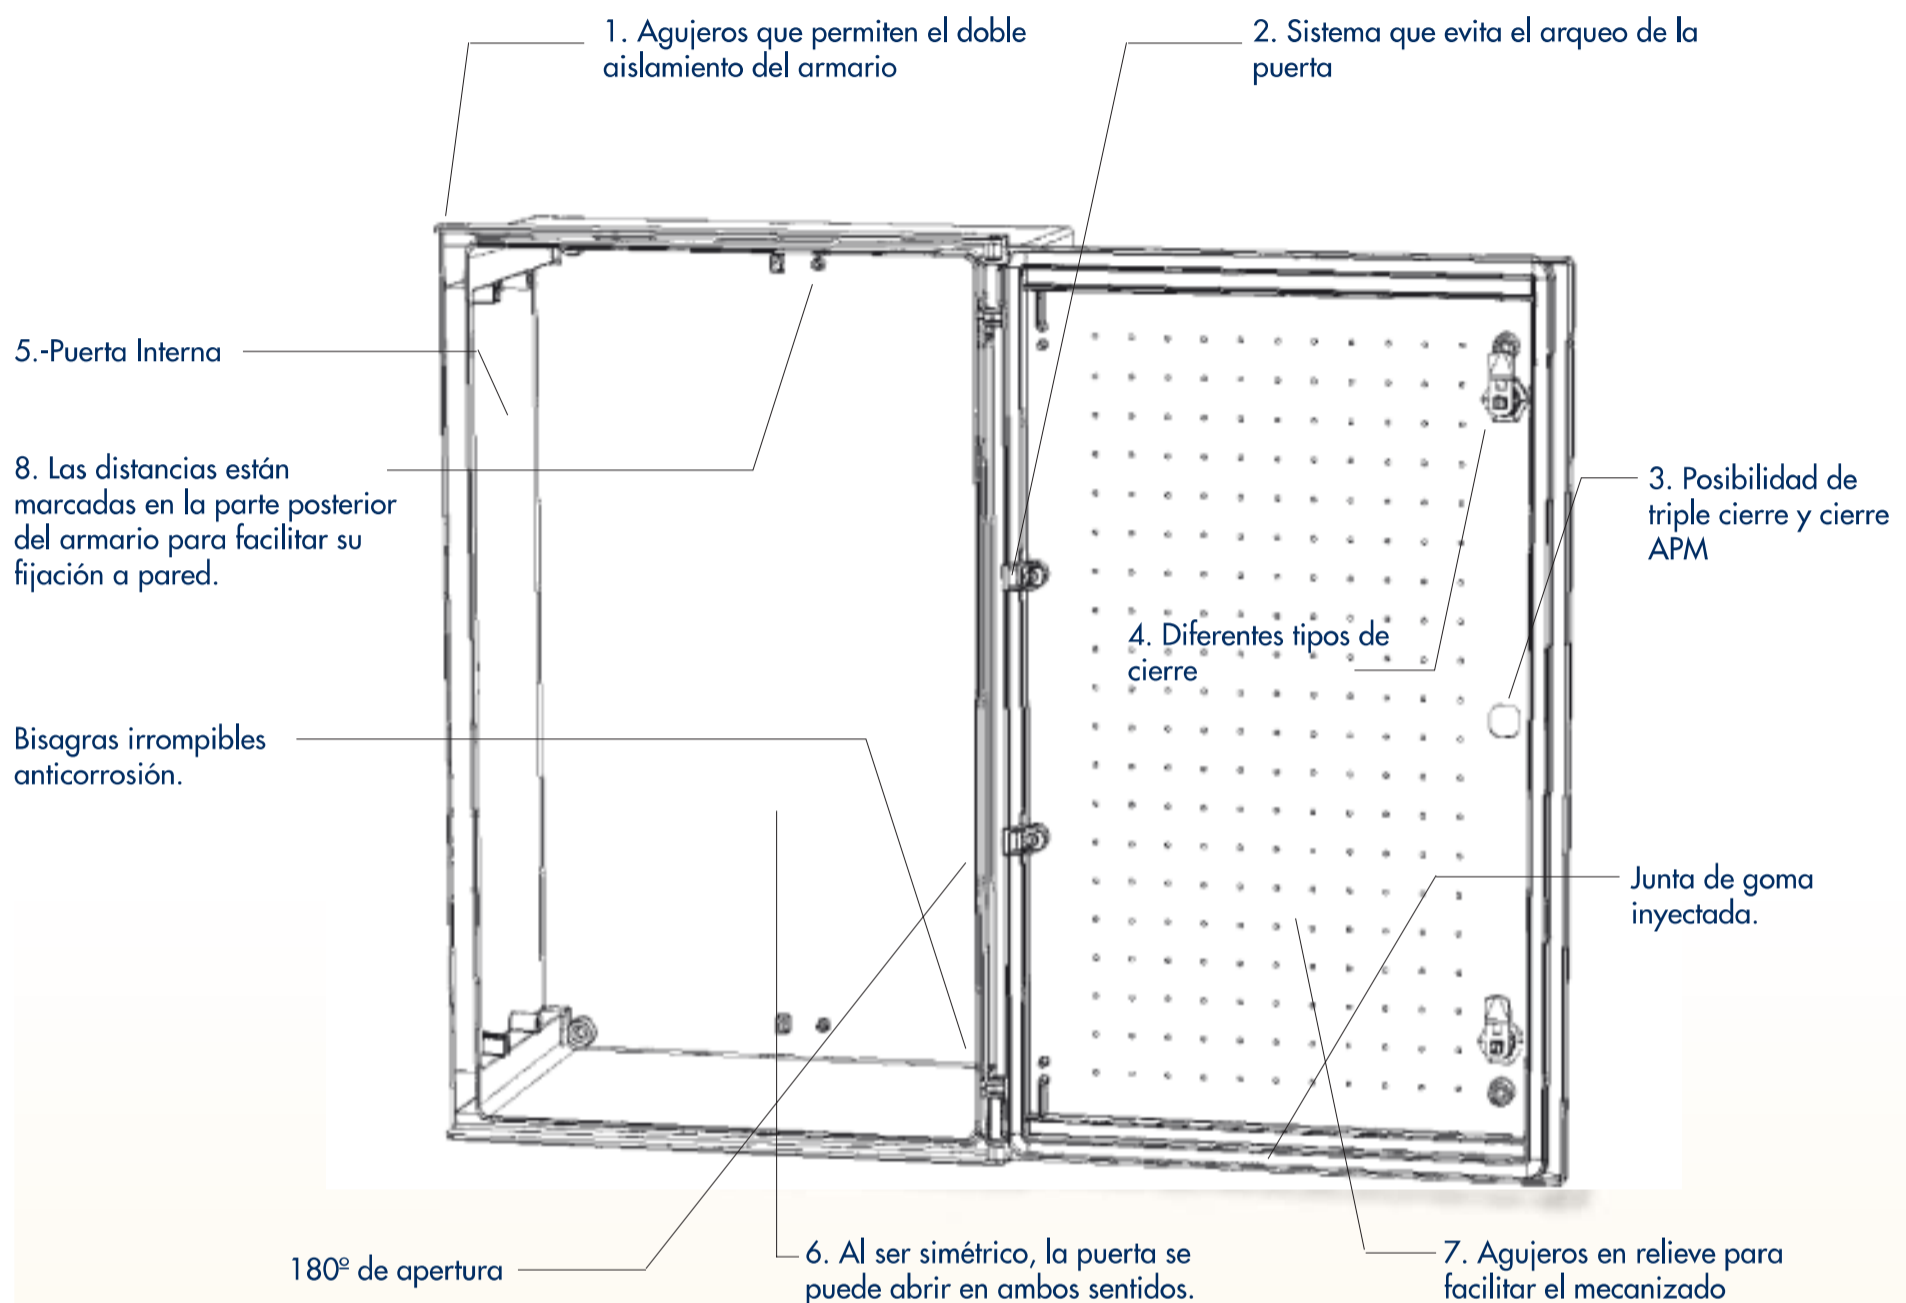 1. Agujeros que permiten el doble
aislamiento del armario
2. Sistema que evita el arqueo de la
puerta
5.-Puerta Interna
8. Las distancias están
marcadas en la parte posterior
del armario para facilitar su
fijación a pared.
3. Posibilidad de
triple cierre y cierre
APM
4. Diferentes tipos de
cierre
Bisagras irrompibles
anticorrosión.
Junta de goma
inyectada.
180º de apertura
6. Al ser simétrico, la puerta se
puede abrir en ambos sentidos.
7. Agujeros en relieve para
facilitar el mecanizado